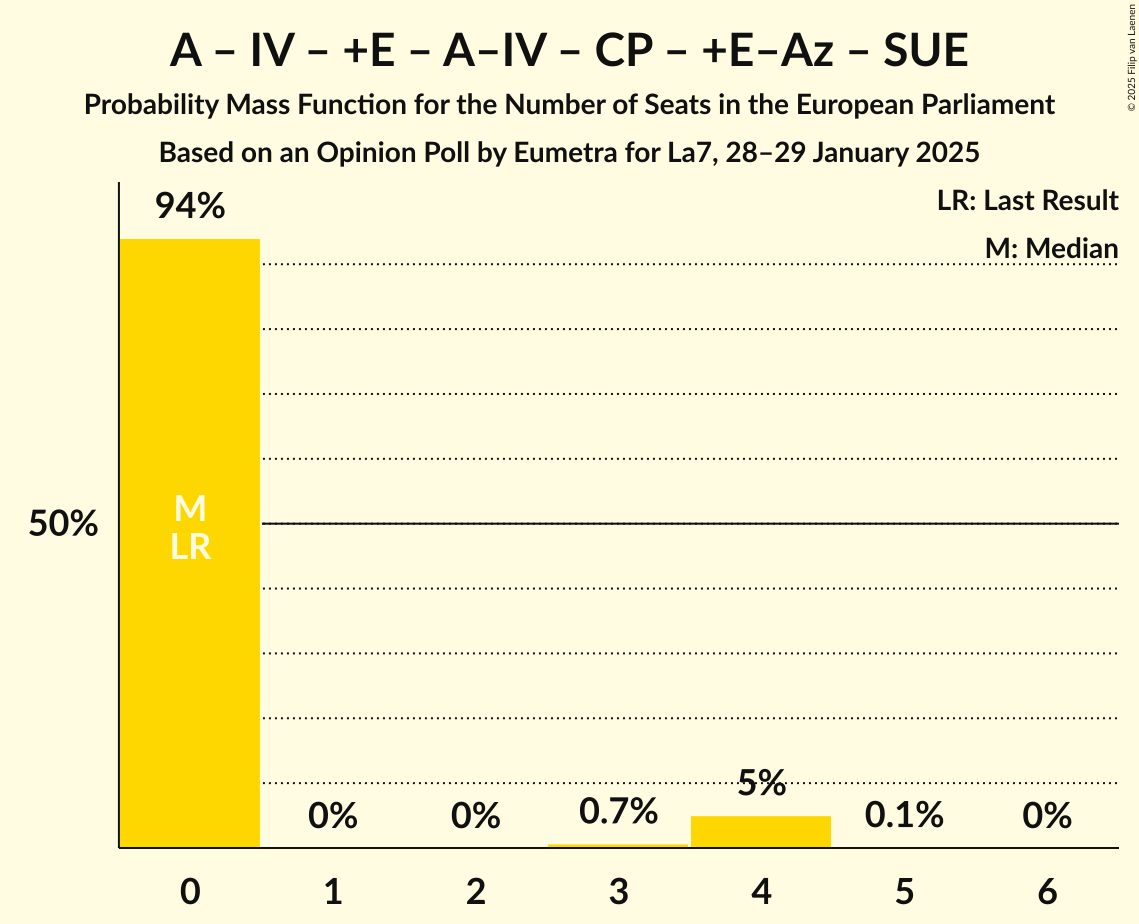 A – IV – +E – A–IV – CP – +E–Az – SUE
Probability Mass Function for the Number of Seats in the European Parliament
Based on an Opinion Poll by Eumetra for La7, 28–29 January 2025
© 2025 Filip van Laenen
LR: Last Result
M: Median
94%
M
LR
50%
0%
0%
0.7%
5%
0.1%
0%
0
1
2
3
4
5
6